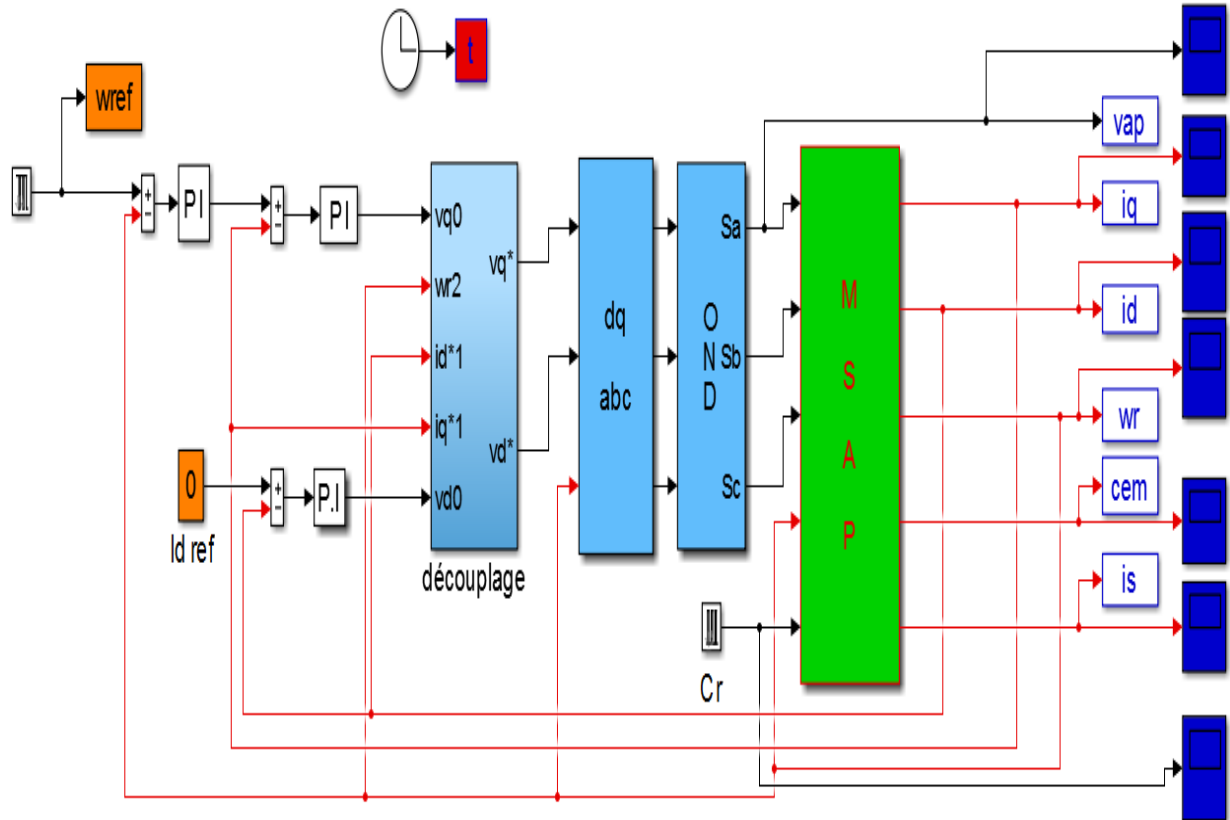 t
wref
vap
PI
PI
vq0
wr2
id*1
iq*1
vd0
vq*
vd*
découplage
dq
abc
O
N
D
Sa
Sb
Sc
M
S
A
P
iq
id
wr
cem
is
0
Id ref
P.I
Cr
+
−
+
−
+
−